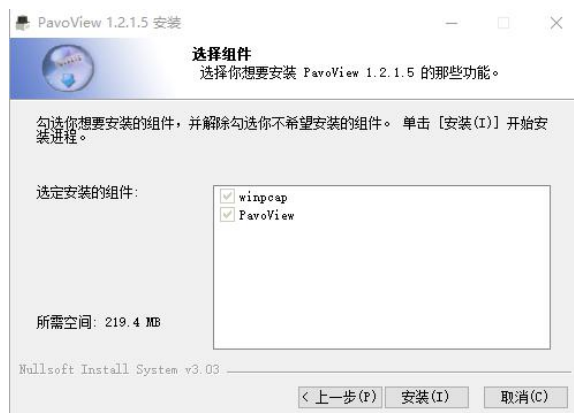 PavoView 1.2.1.5 安装
选择组件
选择你想要安装 PavoView 1.2.1.5 的那些功能。
勾选你想要安装的组件，并解除勾选你不希望安装的组件。 单击 [安装(I)] 开始安
装进程。
选定安装的组件:
winpcap
PavoView
所需空间: 219.4 MB
Nullsoft Install System v3.03
< 上一步(P)
安装(I)
取消(C)